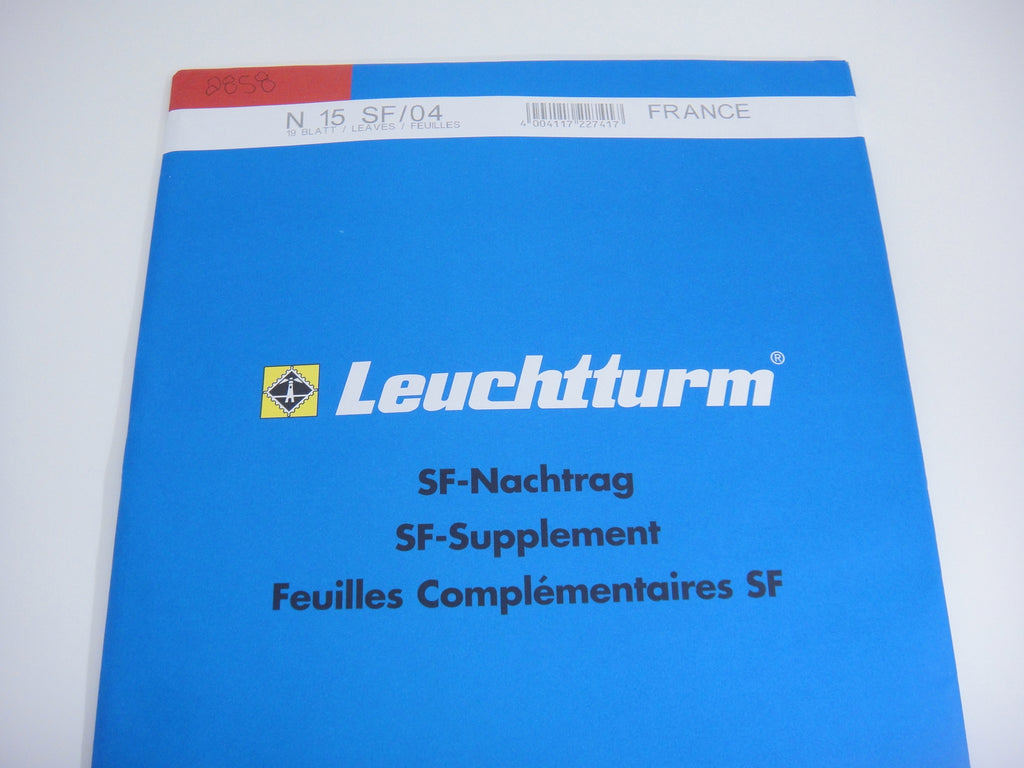 2858
N 15 SF/04
19 BLATT / LEAVES / FEUILLES
4 004117 227417
FRANCE
Leuchtturm®
SF-Nachtrag
SF-Supplement
Feuilles Complémentaires SF